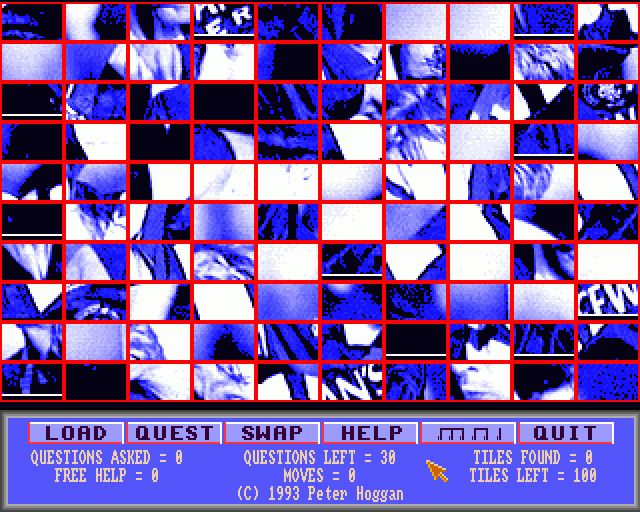 LOAD QUEST SWAP HELP QUIT
QUESTIONS ASKED = 0 QUESTIONS LEFT = 30 TILES FOUND = 0
FREE HELP = 0 MOVES = 0 TILES LEFT = 100
(C) 1993 Peter Hoggan